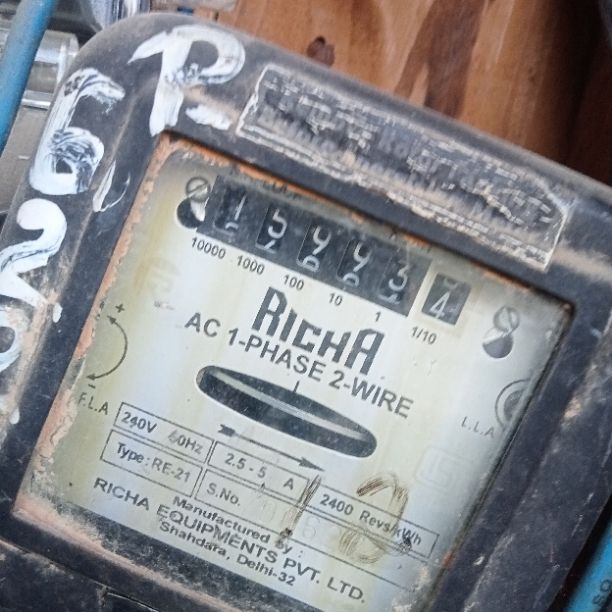 P-
620
1 5 9 9 3 4
10000 1000 100 10 1 1/10
RICHA
AC 1-PHASE 2-WIRE
F.L.A
L.L.A
240V 50Hz
2.5-5 A
2400 Revs/kWh
Type: RE-21
S.No.
Manufactured by :
RICHA EQUIPMENTS PVT. LTD.
Shahdara, Delhi-32